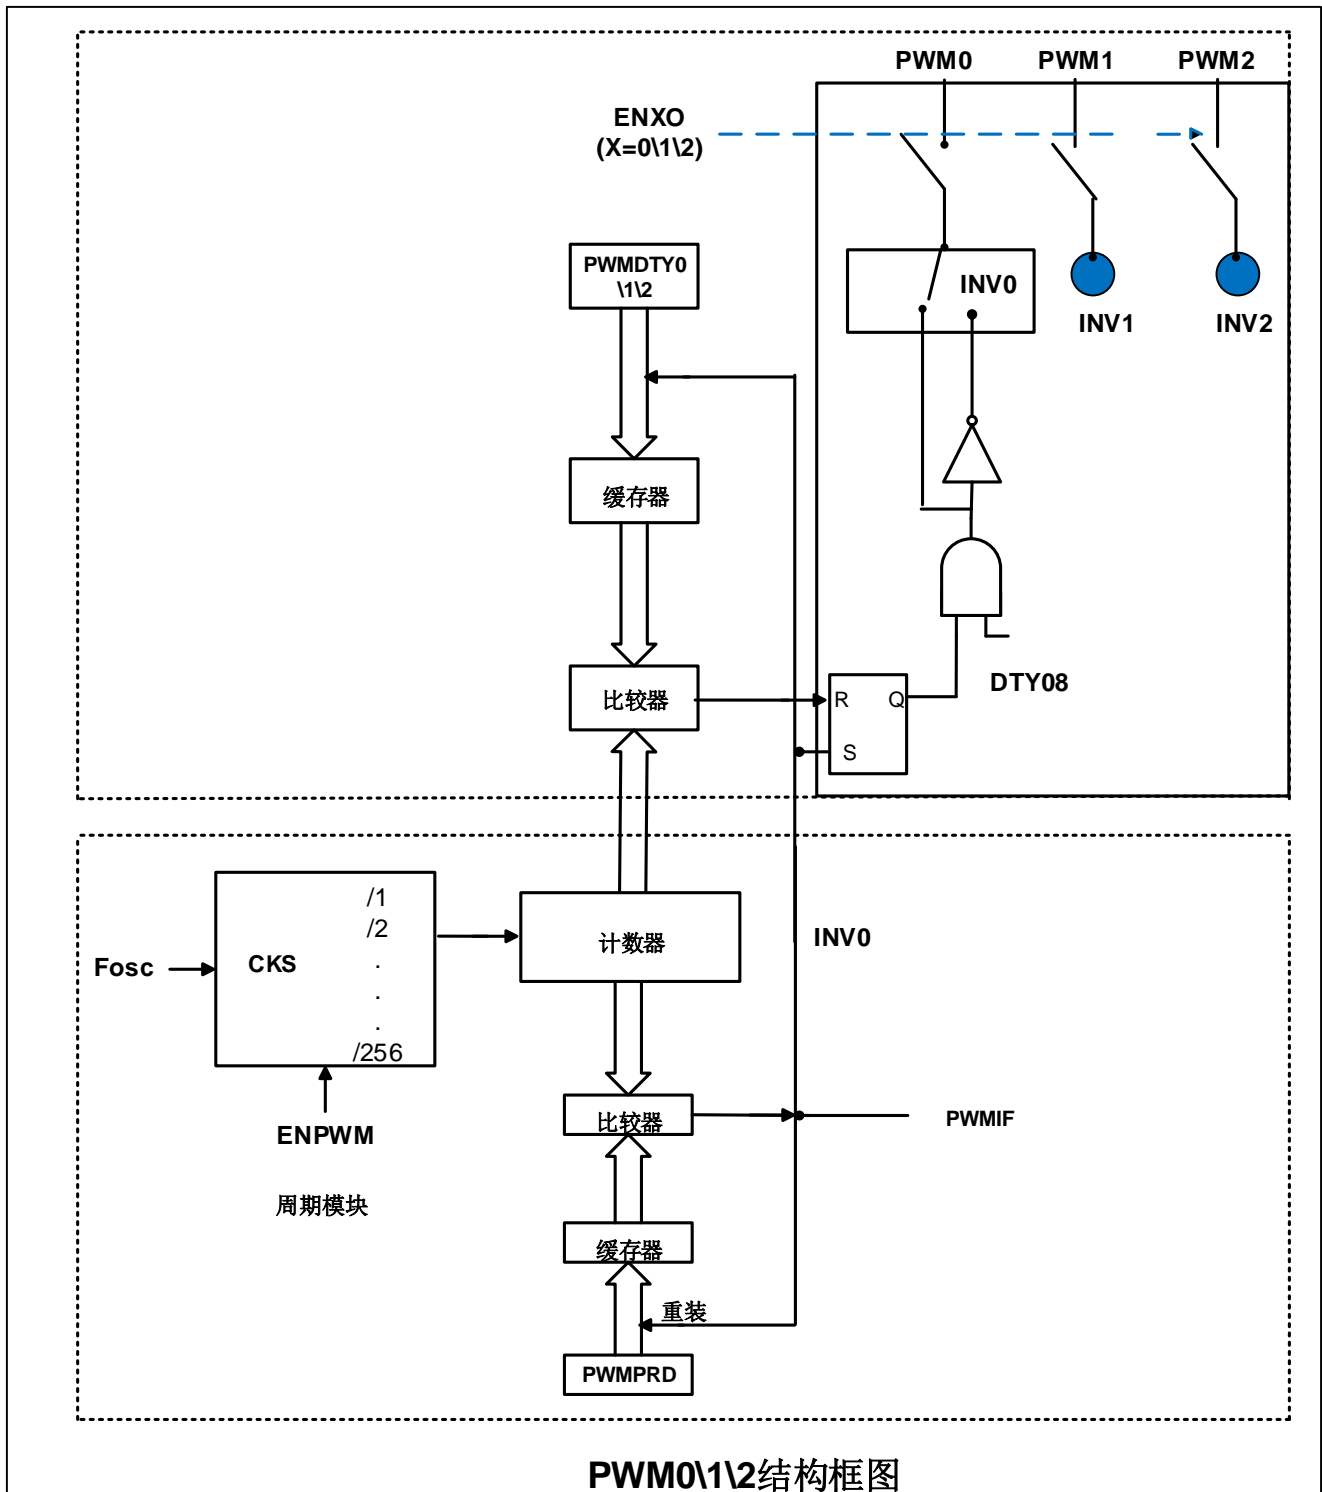 PWM0
PWM1
PWM2
ENXO
(X=0\1\2)
PWMDTY0
\1\2
INV0
INV1
INV2
缓存器
DTY08
比较器
R
Q
S
/1
/2
.
.
.
/256
CKS
Fosc
计数器
INV0
ENPWM
比较器
PWMIF
周期模块
缓存器
重装
PWMPRD
PWM0\1\2结构框图